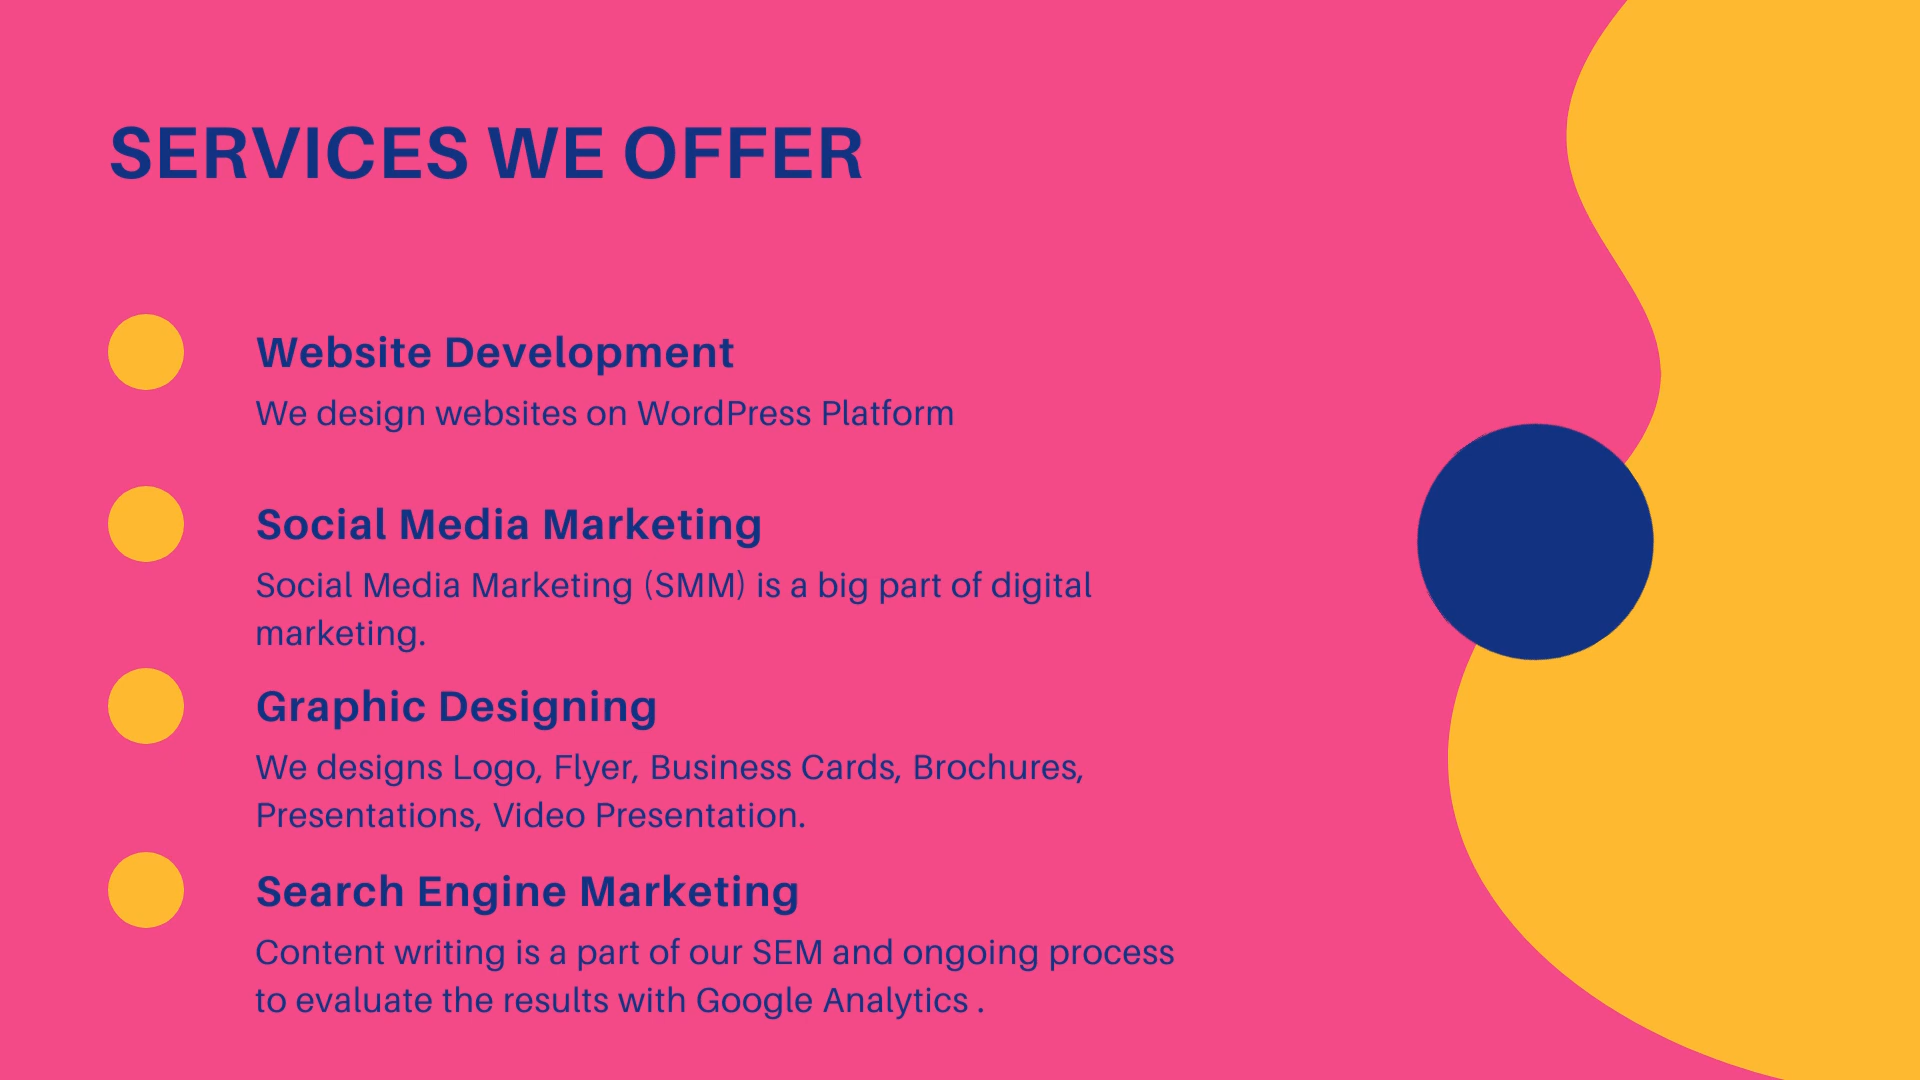 SERVICES WE OFFER
Website Development
We design websites on WordPress Platform
Social Media Marketing
Social Media Marketing (SMM) is a big part of digital
marketing.
Graphic Designing
We designs Logo, Flyer, Business Cards, Brochures,
Presentations, Video Presentation.
Search Engine Marketing
Content writing is a part of our SEM and ongoing process
to evaluate the results with Google Analytics .